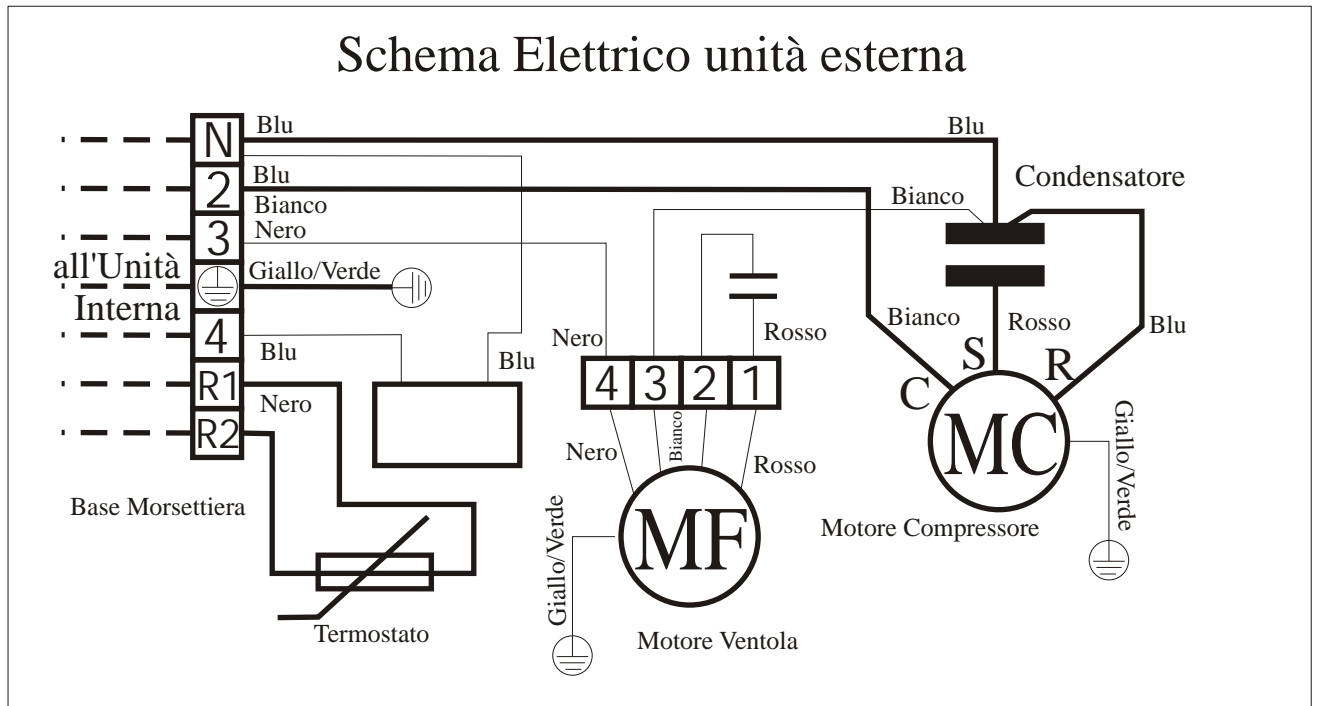 Schema Elettrico unità esterna
N
Blu
Blu
2
Blu
Bianco
3
Nero
all'Unità
Interna
Giallo/Verde
4
Blu
Blu
R1
Nero
R2
Base Morsettiera
Termostato
Nero
Rosso
4 3 2 1
Nero
Bianco
Rosso
MF
Giallo/Verde
Motore Ventola
Bianco
Condensatore
Bianco
Rosso
Blu
C
S
R
MC
Giallo/Verde
Motore Compressore